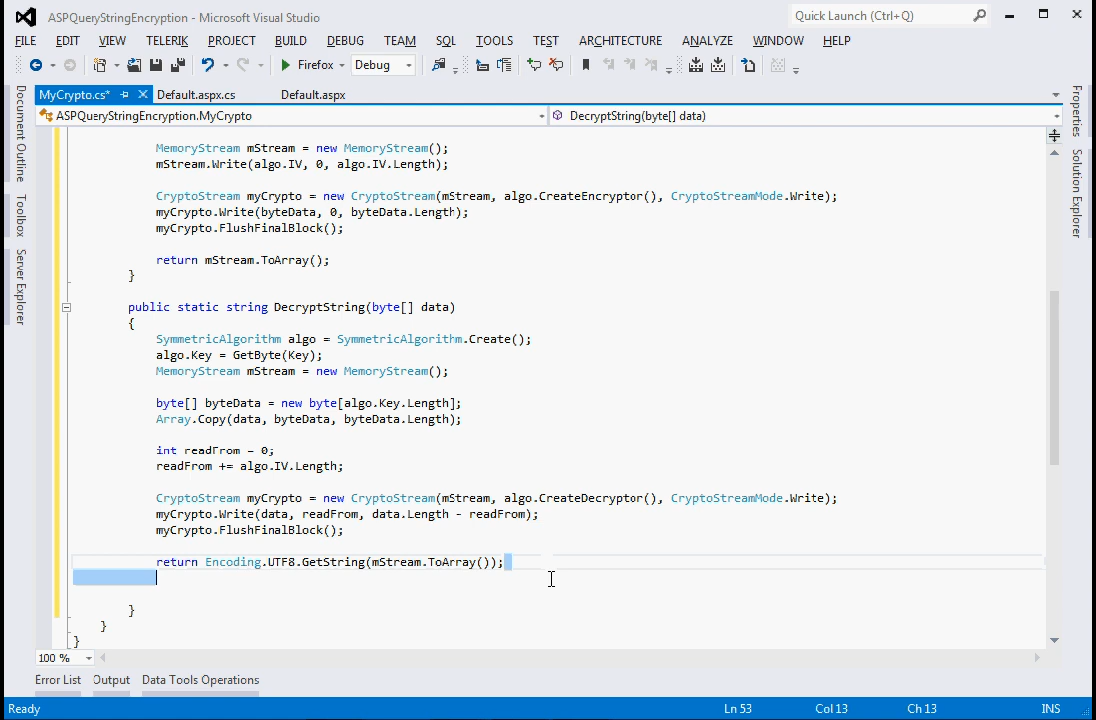 ASPQueryStringEncryption - Microsoft Visual Studio
Quick Launch (Ctrl+Q)
FILE EDIT VIEW TELERIK PROJECT BUILD DEBUG TEAM SQL TOOLS TEST ARCHITECTURE ANALYZE WINDOW HELP
Firefox Debug
MyCrypto.cs* Default.aspx.cs Default.aspx
ASPQueryStringEncryption.MyCrypto DecryptString(byte[] data)
Document Outline
Toolbox
Server Explorer
MemoryStream mStream = new MemoryStream();
mStream.Write(algo.IV, 0, algo.IV.Length);
CryptoStream myCrypto = new CryptoStream(mStream, algo.CreateEncryptor(), CryptoStreamMode.Write);
myCrypto.Write(byteData, 0, byteData.Length);
myCrypto.FlushFinalBlock();
return mStream.ToArray();
}
public static string DecryptString(byte[] data)
{
SymmetricAlgorithm algo = SymmetricAlgorithm.Create();
algo.Key = GetByte(Key);
MemoryStream mStream = new MemoryStream();
byte[] byteData = new byte[algo.Key.Length];
Array.Copy(data, byteData, byteData.Length);
int readFrom = 0;
readFrom += algo.IV.Length;
CryptoStream myCrypto = new CryptoStream(mStream, algo.CreateDecryptor(), CryptoStreamMode.Write);
myCrypto.Write(data, readFrom, data.Length - readFrom);
myCrypto.FlushFinalBlock();
return Encoding.UTF8.GetString(mStream.ToArray());
}
}
}
Properties
Solution Explorer
100 %
Error List Output Data Tools Operations
Ready Ln 53 Col 13 Ch 13 INS